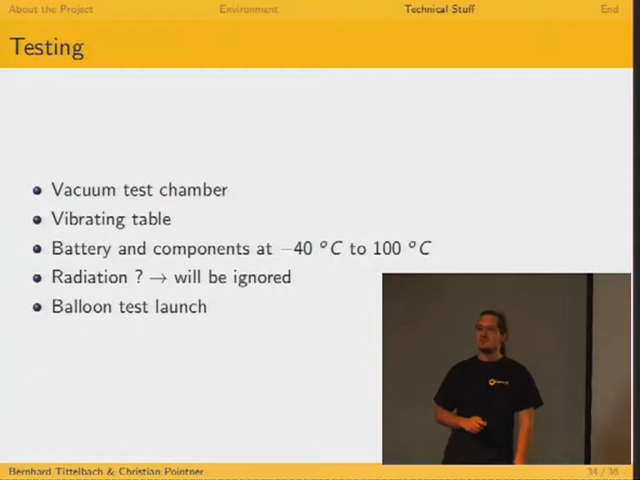 About the Project Environment Technical Stuff End
Testing
Vacuum test chamber
Vibrating table
Battery and components at −40 °C to 100 °C
Radiation ? → will be ignored
Balloon test launch
Bernhard Tittelbach & Christian Pointner 34 / 36